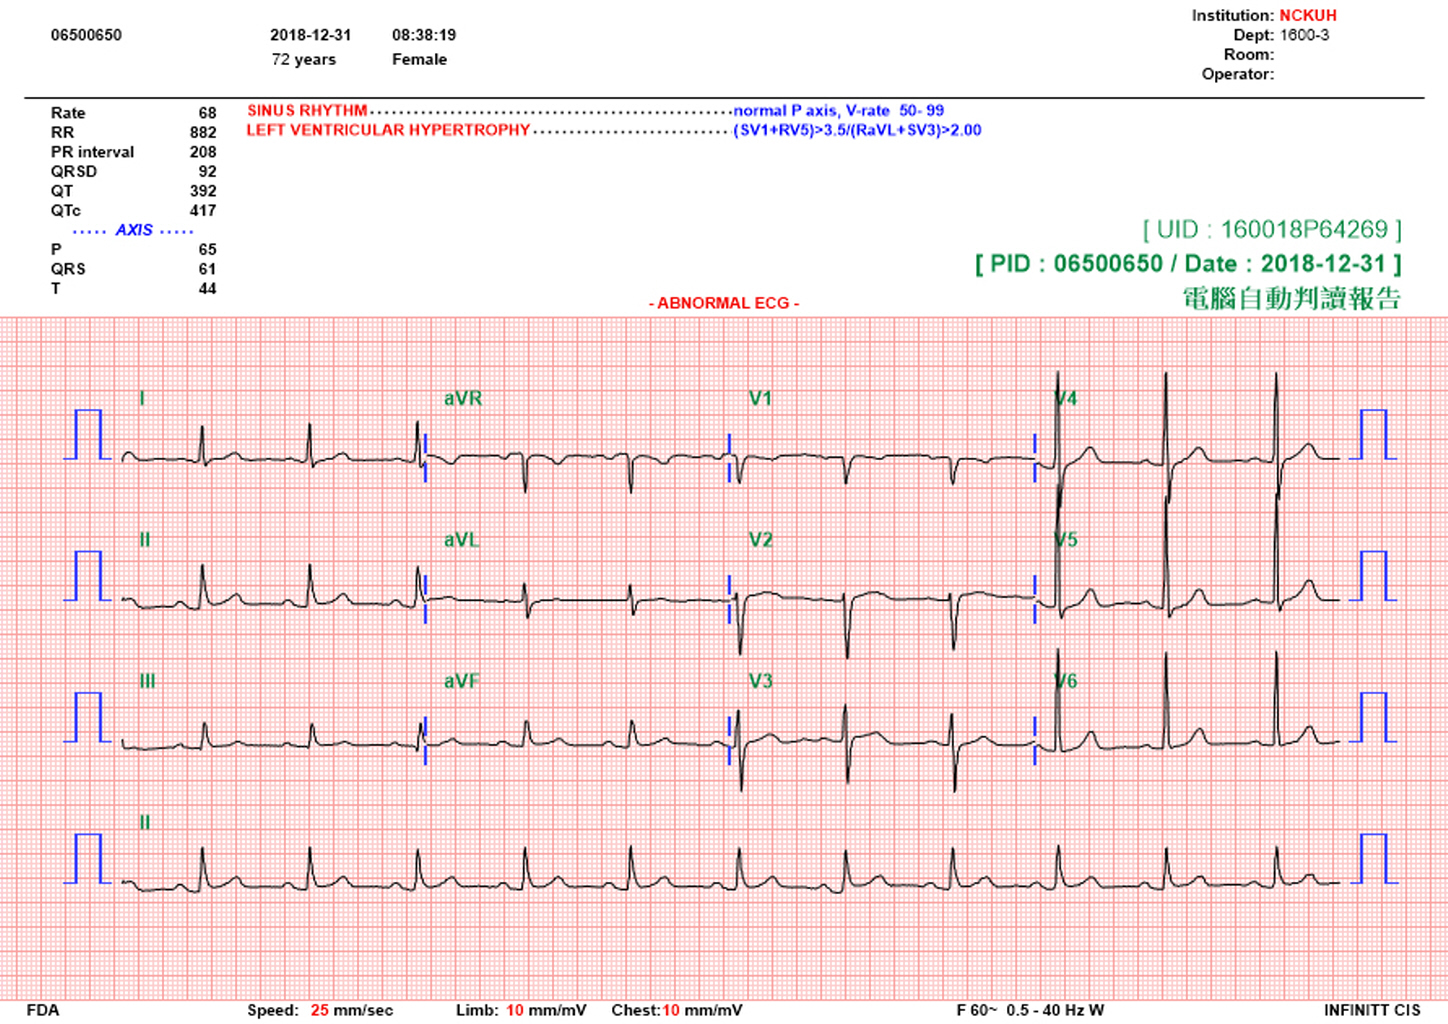 Institution: NCKUH
06500650 2018-12-31 08:38:19 Dept: 1600-3
72 years Female Room:
Operator:
Rate 68 SINUS RHYTHM normal P axis, V-rate 50- 99
RR 882 LEFT VENTRICULAR HYPERTROPHY (SV1+RV5)>3.5/(RaVL+SV3)>2.00
PR interval 208
QRSD 92
QT 392
QTc 417
AXIS
[ UID : 160018P64269 ]
P 65
[ PID : 06500650 / Date : 2018-12-31 ]
QRS 61
T 44
電腦自動判讀報告
- ABNORMAL ECG -
I aVR V1 V4
II aVL V2 V5
III aVF V3 V6
II
FDA Speed: 25 mm/sec Limb: 10 mm/mV Chest:10 mm/mV F 60~ 0.5 - 40 Hz W INFINITT CIS